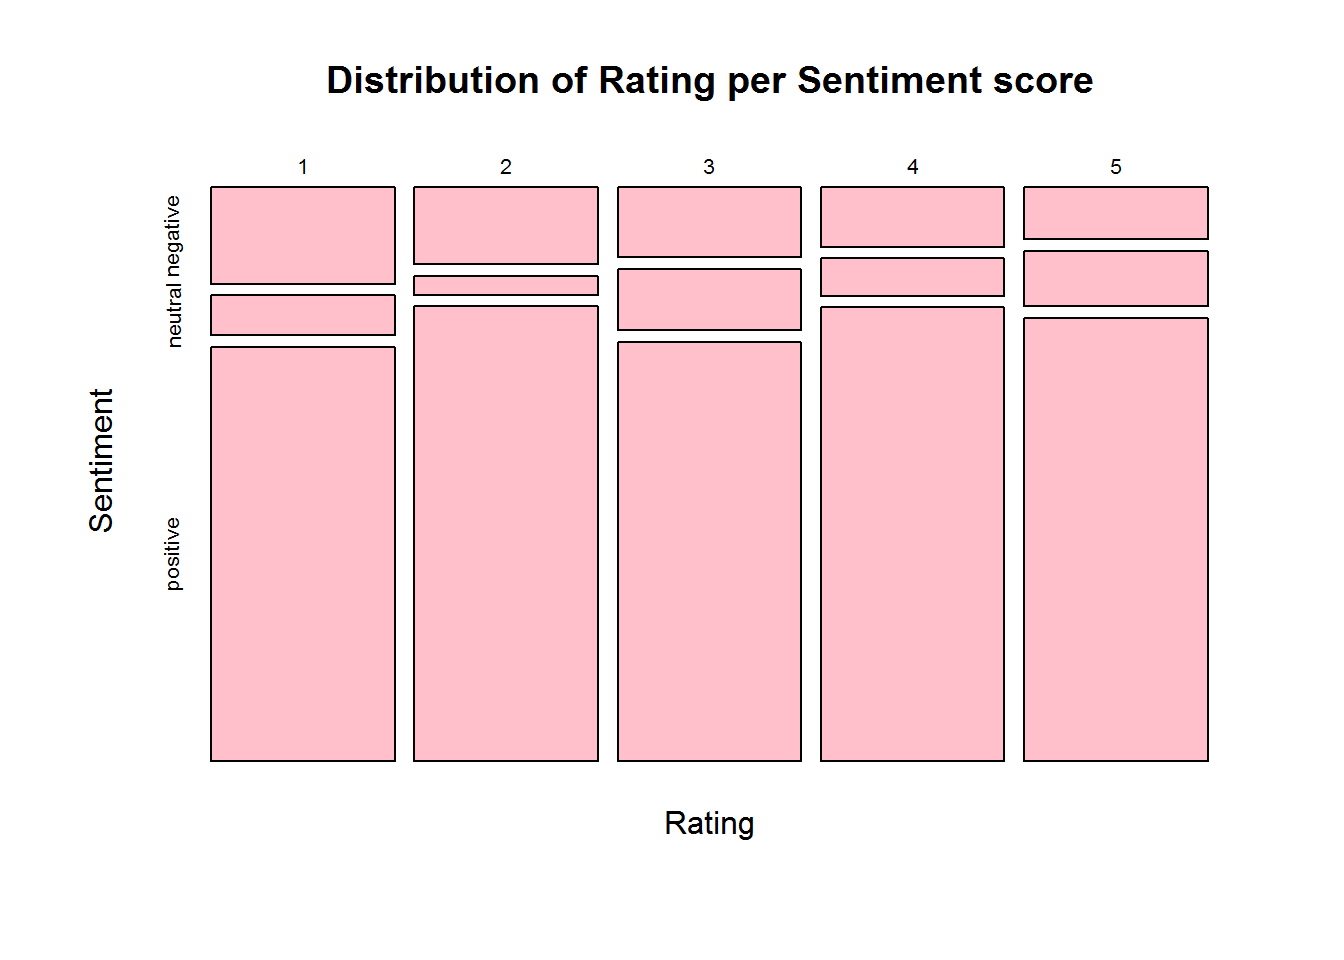 Distribution of Rating per Sentiment score
1 2 3 4 5
neutral negative
positive
Sentiment
Rating